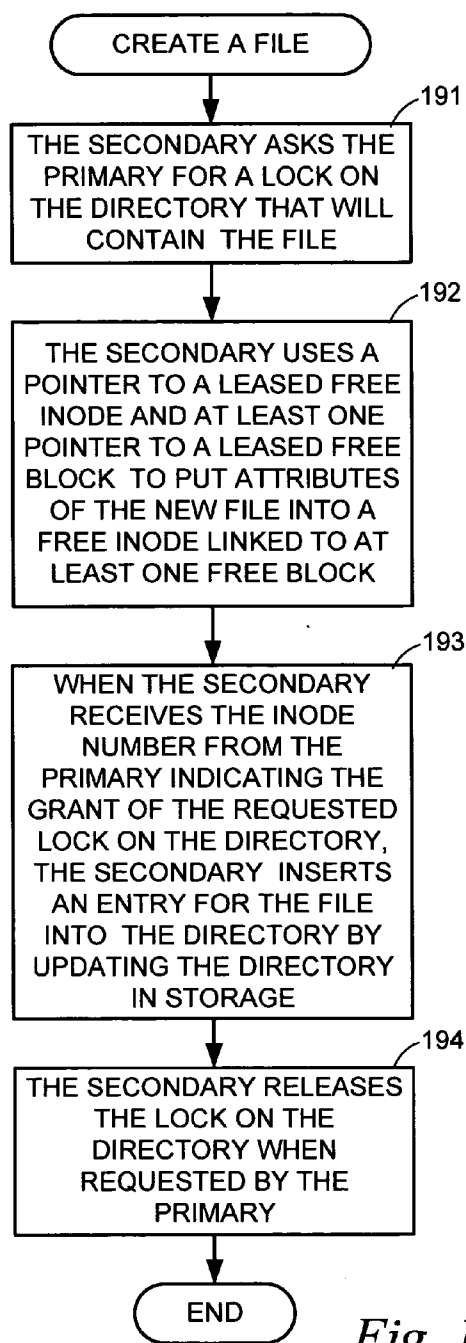 CREATE A FILE
191
THE SECONDARY ASKS THE
PRIMARY FOR A LOCK ON
THE DIRECTORY THAT WILL
CONTAIN THE FILE
192
THE SECONDARY USES A
POINTER TO A LEASED FREE
INODE AND AT LEAST ONE
POINTER TO A LEASED FREE
BLOCK TO PUT ATTRIBUTES
OF THE NEW FILE INTO A
FREE INODE LINKED TO AT
LEAST ONE FREE BLOCK
193
WHEN THE SECONDARY
RECEIVES THE INODE
NUMBER FROM THE
PRIMARY INDICATING THE
GRANT OF THE REQUESTED
LOCK ON THE DIRECTORY,
THE SECONDARY INSERTS
AN ENTRY FOR THE FILE
INTO THE DIRECTORY BY
UPDATING THE DIRECTORY
IN STORAGE
194
THE SECONDARY RELEASES
THE LOCK ON THE
DIRECTORY WHEN
REQUESTED BY THE
PRIMARY
END
Fig.